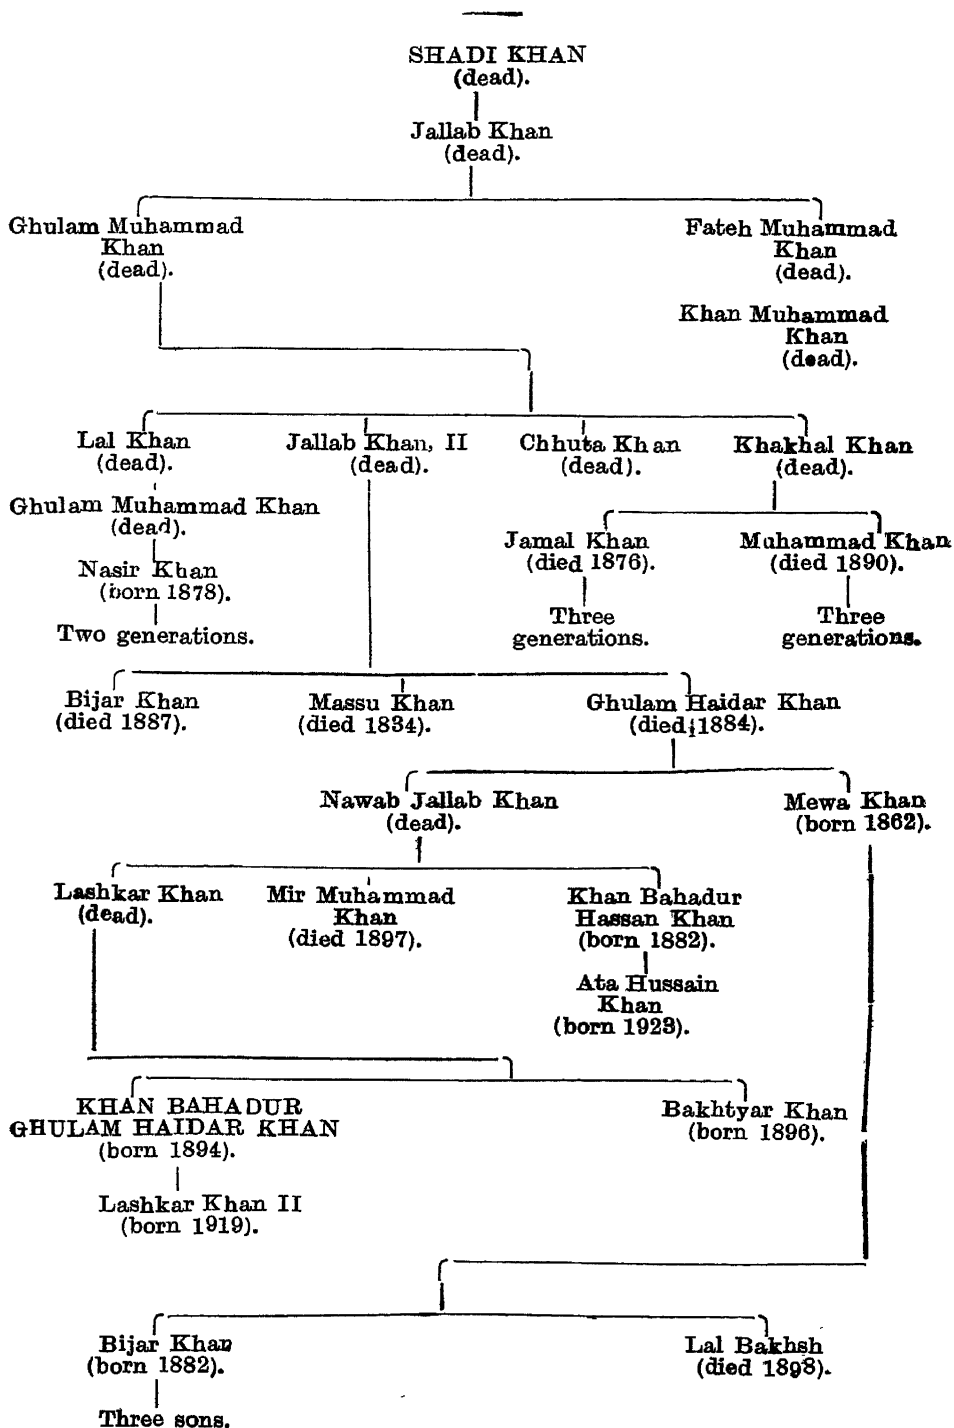 SHADI KHAN
(dead).
Jallab Khan
(dead).
Ghulam Muhammad
Khan
(dead).
Fateh Muhammad
Khan
(dead).
Khan Muhammad
Khan
(dead).
Lal Khan
(dead).
Jallab Khan, II
(dead).
Chhuta Khan
(dead).
Khakhal Khan
(dead).
Ghulam Muhammad Khan
(dead).
Nasir Khan
(born 1878).
Two generations.
Jamal Khan
(died 1876).
Muhammad Khan
(died 1890).
Three
generations.
Three
generations.
Bijar Khan
(died 1887).
Massu Khan
(died 1834).
Ghulam Haidar Khan
(died 1884).
Nawab Jallab Khan
(dead).
Mewa Khan
(born 1862).
Lashkar Khan
(dead).
Mir Muhammad
Khan
(died 1897).
Khan Bahadur
Hassan Khan
(born 1882).
Ata Hussain
Khan
(born 1923).
KHAN BAHADUR
GHULAM HAIDAR KHAN
(born 1894).
Bakhtyar Khan
(born 1896).
Lashkar Khan II
(born 1919).
Bijar Khan
(born 1882).
Lal Bakhsh
(died 1898).
Three sons.